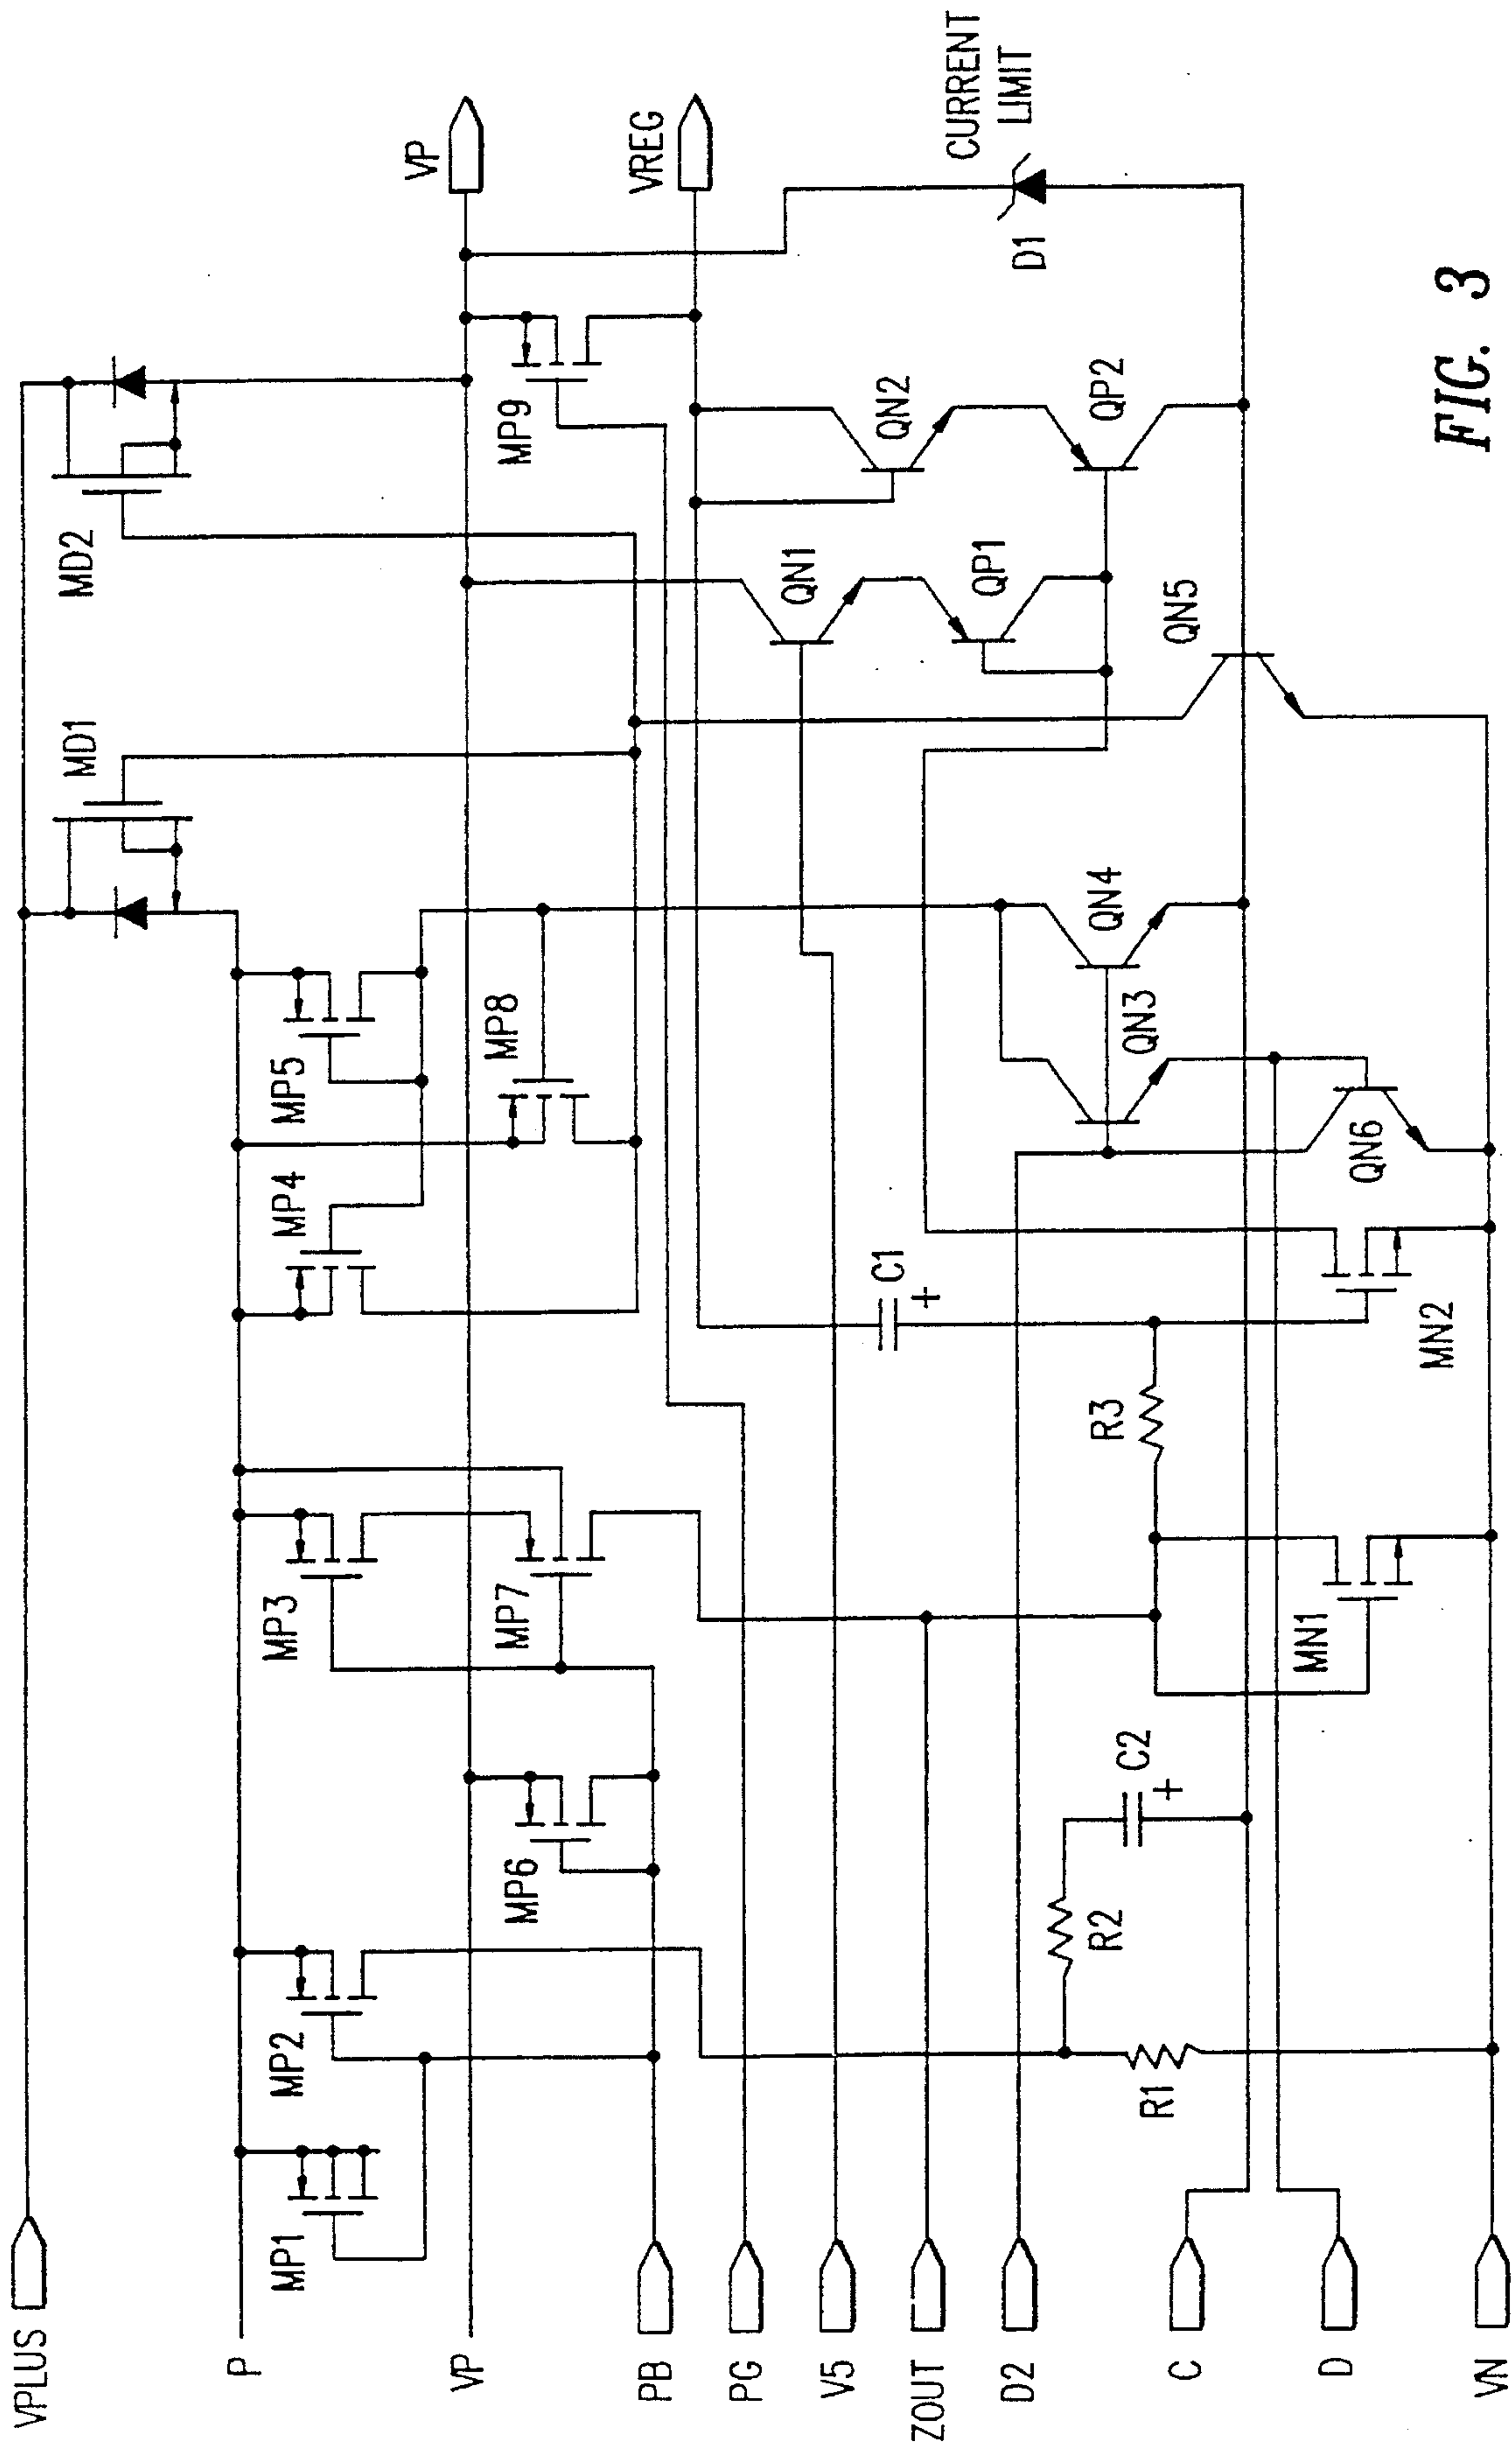 VPLUS
P
VP
PB
PG
V5
ZOUT
D2
C
D
VN
MP1
MP2
MP6
MP3
MP7
MP4
MP5
MP8
MD1
MD2
MP9
VP
VREG
R1
R2
C2
MN1
R3
C1
MN2
QN6
QN3
QN4
QN5
QN1
QP1
QN2
QP2
D1
CURRENT
LIMIT
+
+
FIG. 3